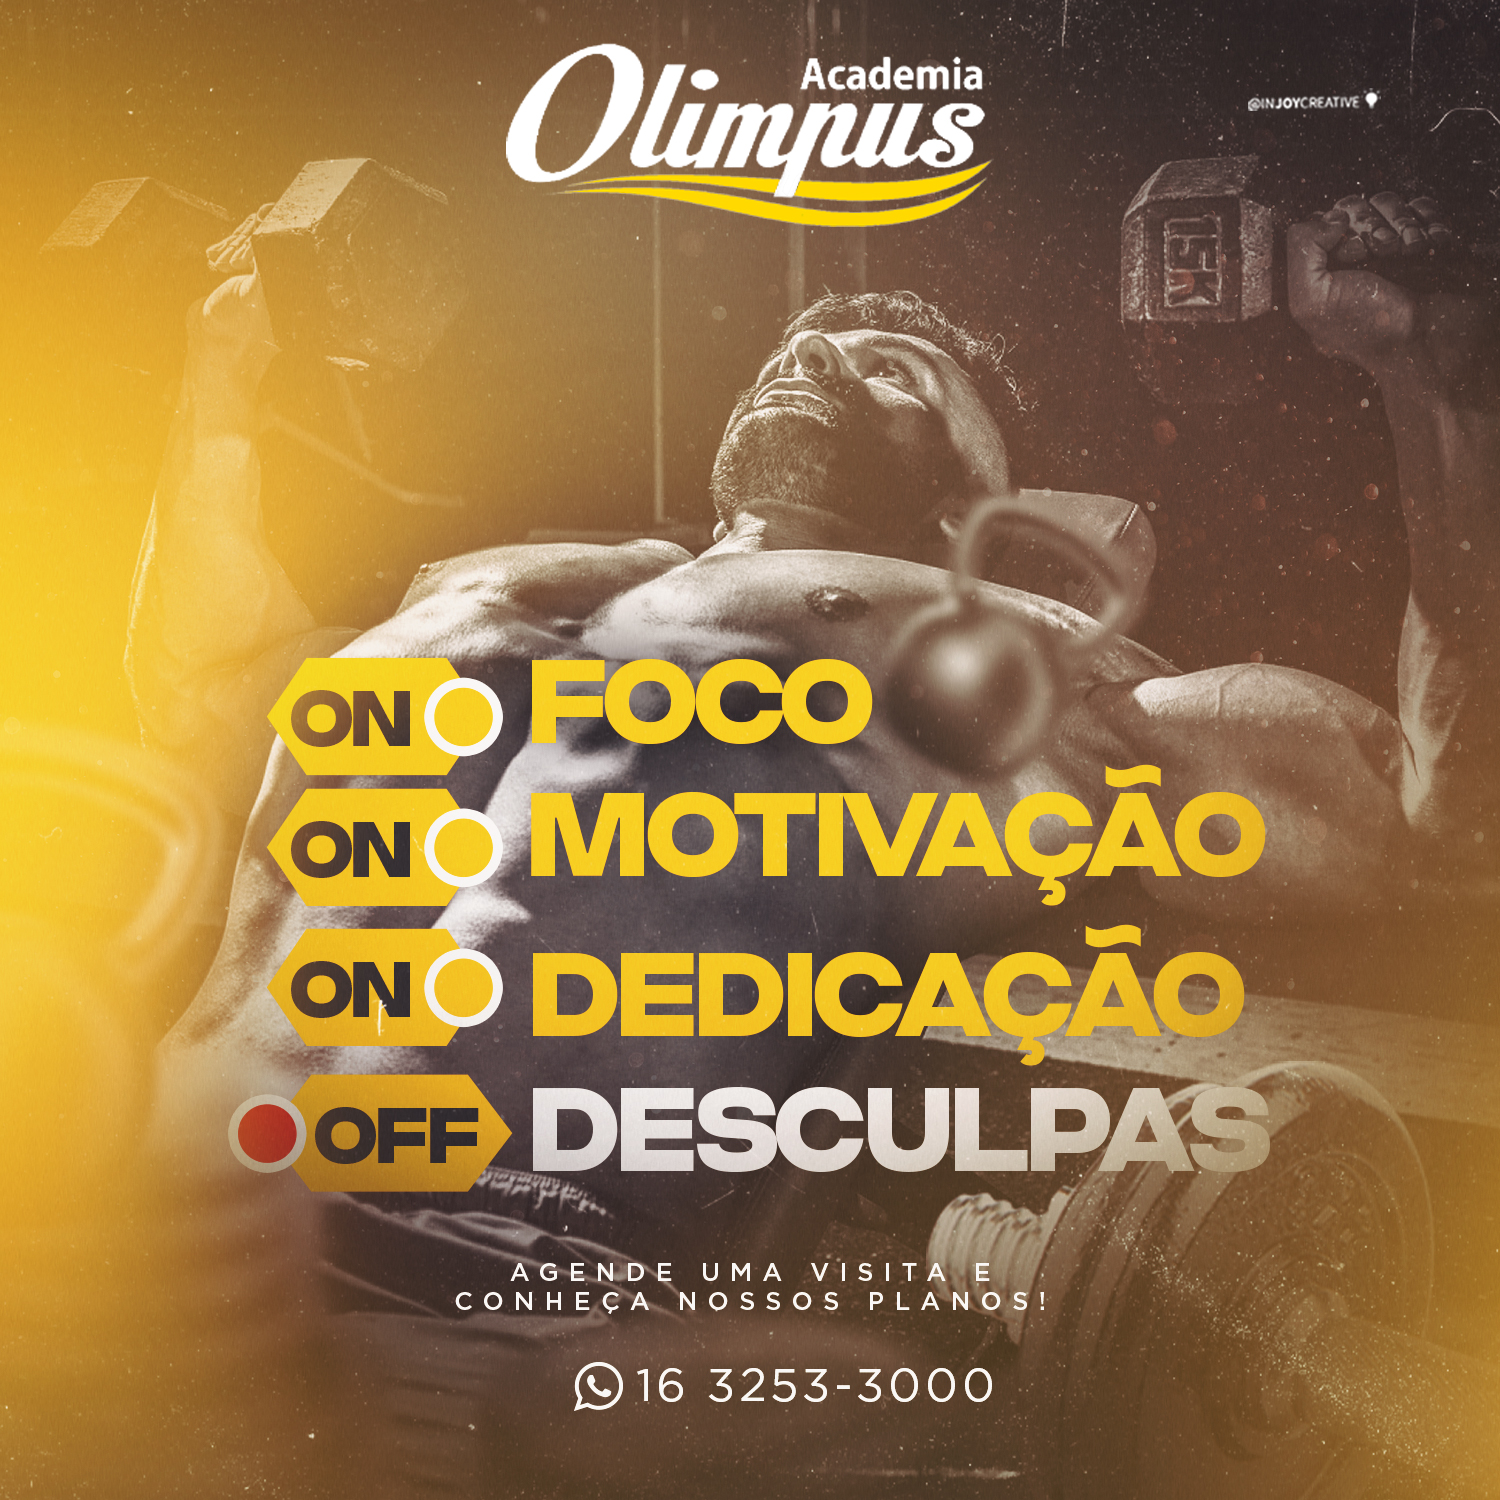 Academia
Olimpus
@INJOYCREATIVE
15K
ON FOCO
ON MOTIVAÇÃO
ON DEDICAÇÃO
OFF DESCULPAS
AGENDE UMA VISITA E
CONHEÇA NOSSOS PLANOS!
16 3253-3000